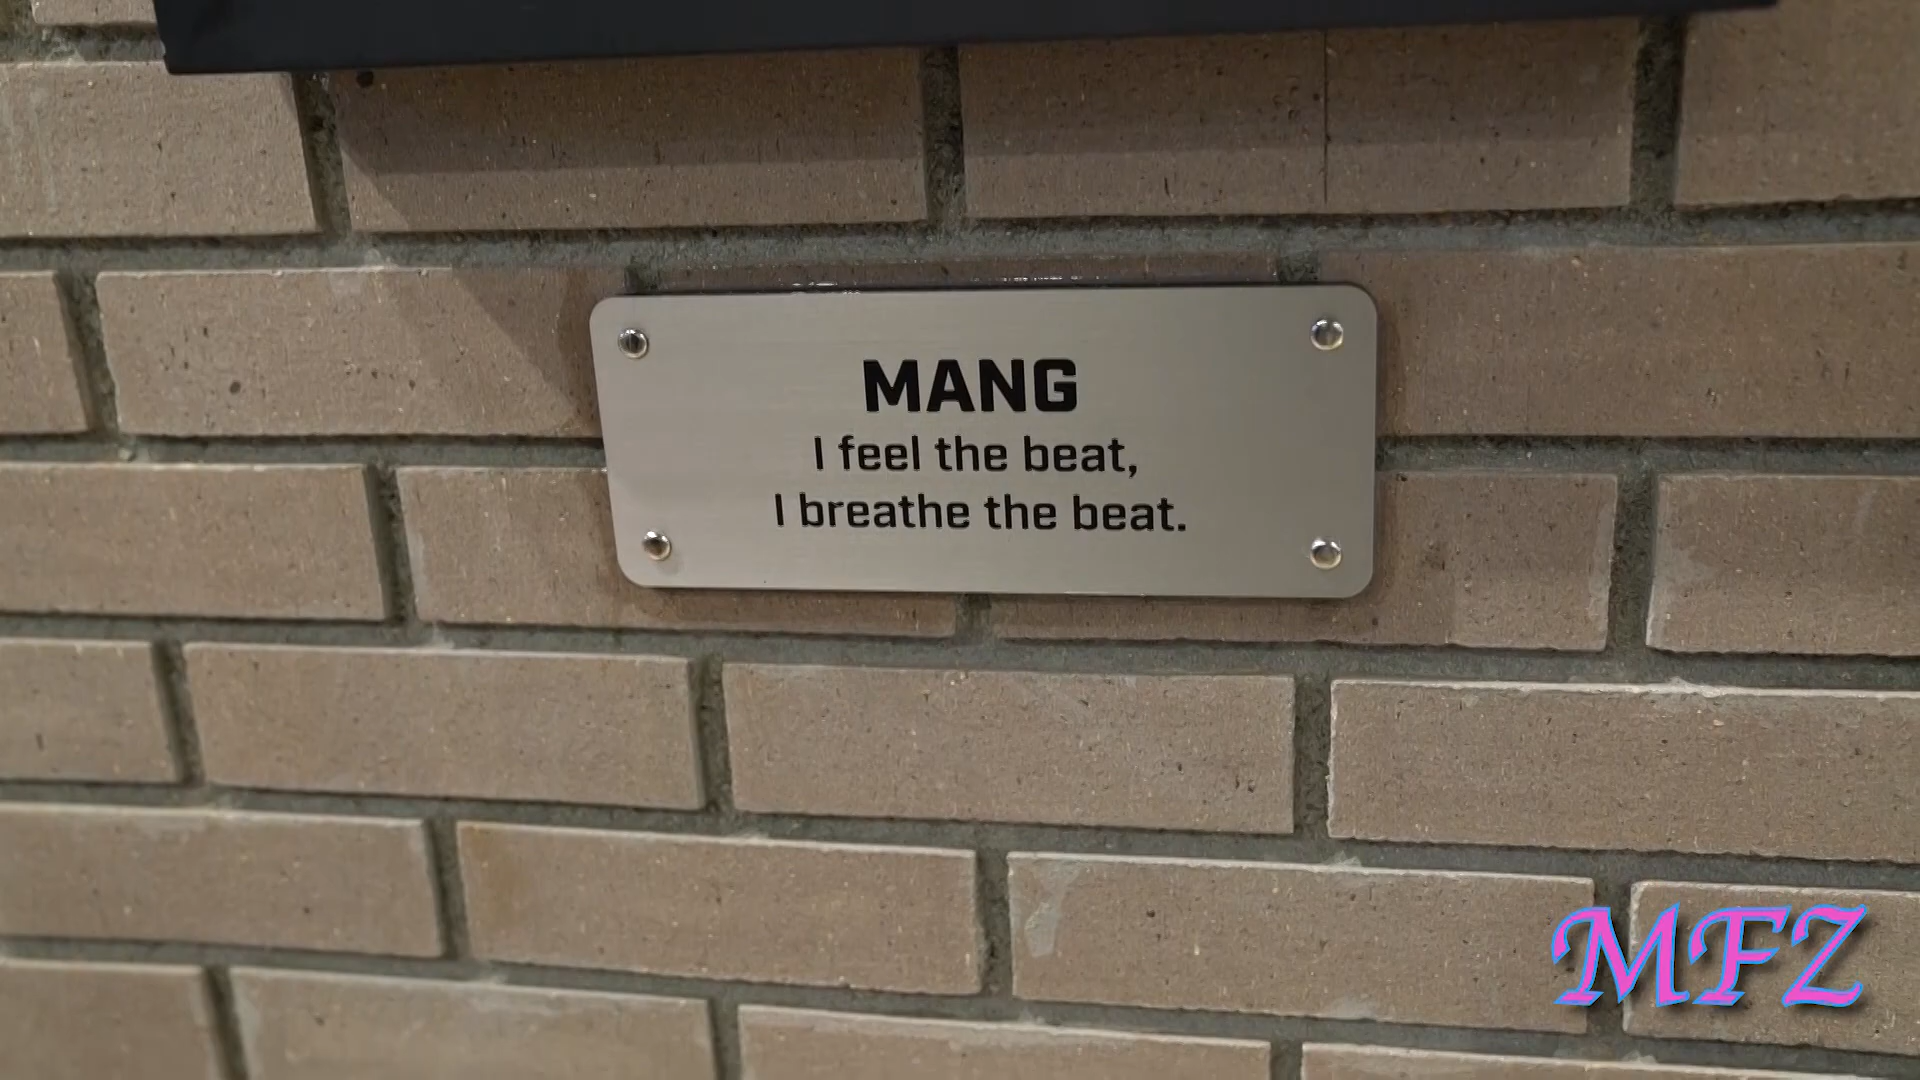 MANG
I feel the beat,
I breathe the beat.
MFZ